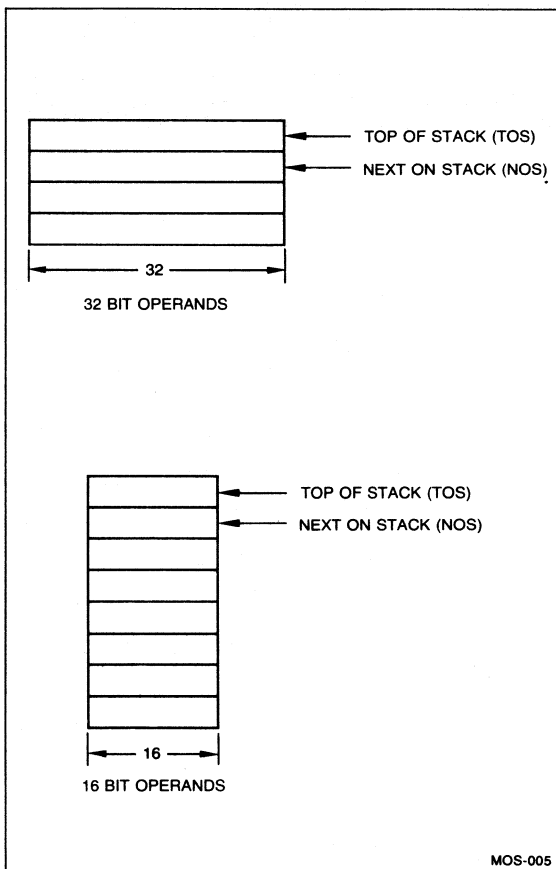 TOP OF STACK (TOS)
NEXT ON STACK (NOS)
32
32 BIT OPERANDS
TOP OF STACK (TOS)
NEXT ON STACK (NOS)
16
16 BIT OPERANDS
MOS-005